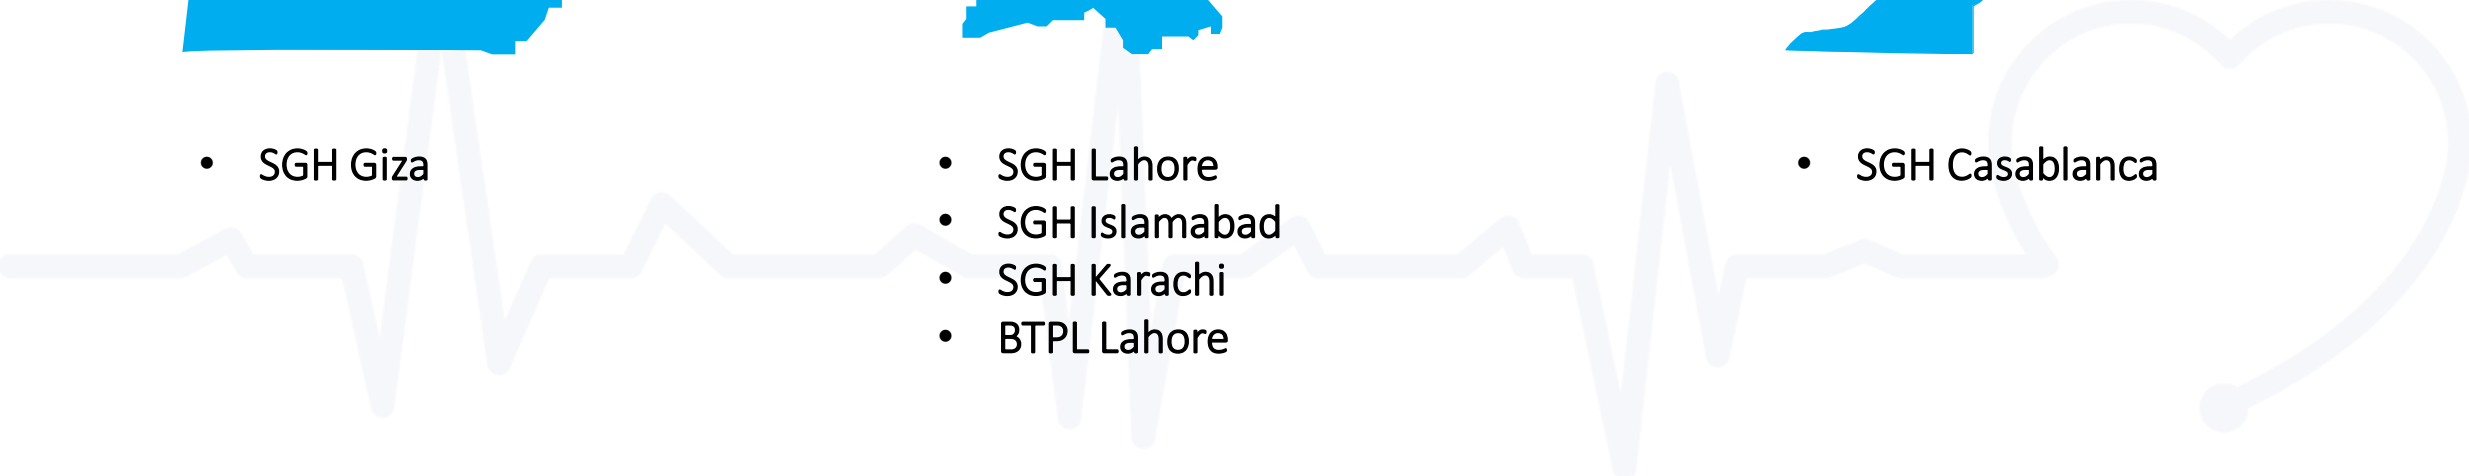 • SGH Giza
• SGH Lahore
• SGH Islamabad
• SGH Karachi
• BTPL Lahore
• SGH Casablanca